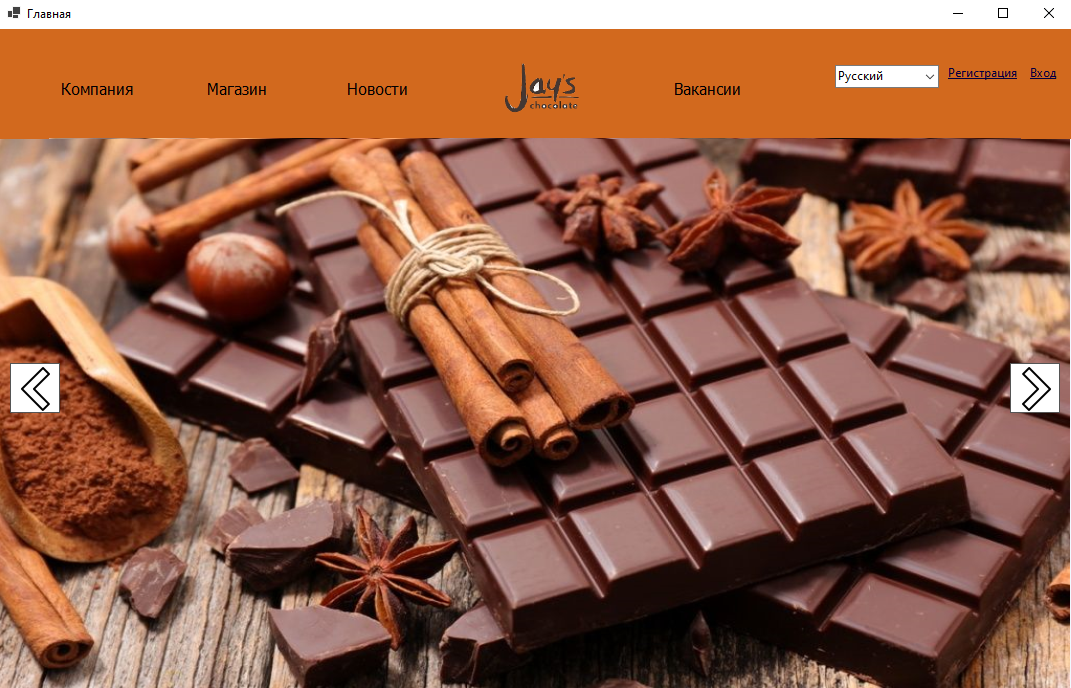 Главная
Компания
Магазин
Новости
Jay's
chocolate
Вакансии
Русский
Регистрация
Вход